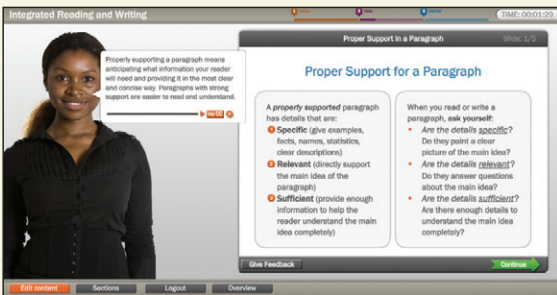 Integrated Reading and Writing
TIME: 00:01:29
Proper Support in a Paragraph
Slide: 1/5
Properly supporting a paragraph means
anticipating what information your reader
will need and providing it in the most clear
and concise way. Paragraphs with strong
support are easier to read and understand.
CC
Proper Support for a Paragraph
A properly supported paragraph
has details that are:
1 Specific (give examples,
facts, names, statistics,
clear descriptions)
2 Relevant (directly support
the main idea of the
paragraph)
3 Sufficient (provide enough
information to help the
reader understand the main
idea completely)
When you read or write a
paragraph, ask yourself:
• Are the details specific?
Do they paint a clear
picture of the main idea?
• Are the details relevant?
Do they answer questions
about the main idea?
• Are the details sufficient?
Are there enough details to
understand the main idea
completely?
Give Feedback
Continue
Edit content
Sections
Logout
Overview